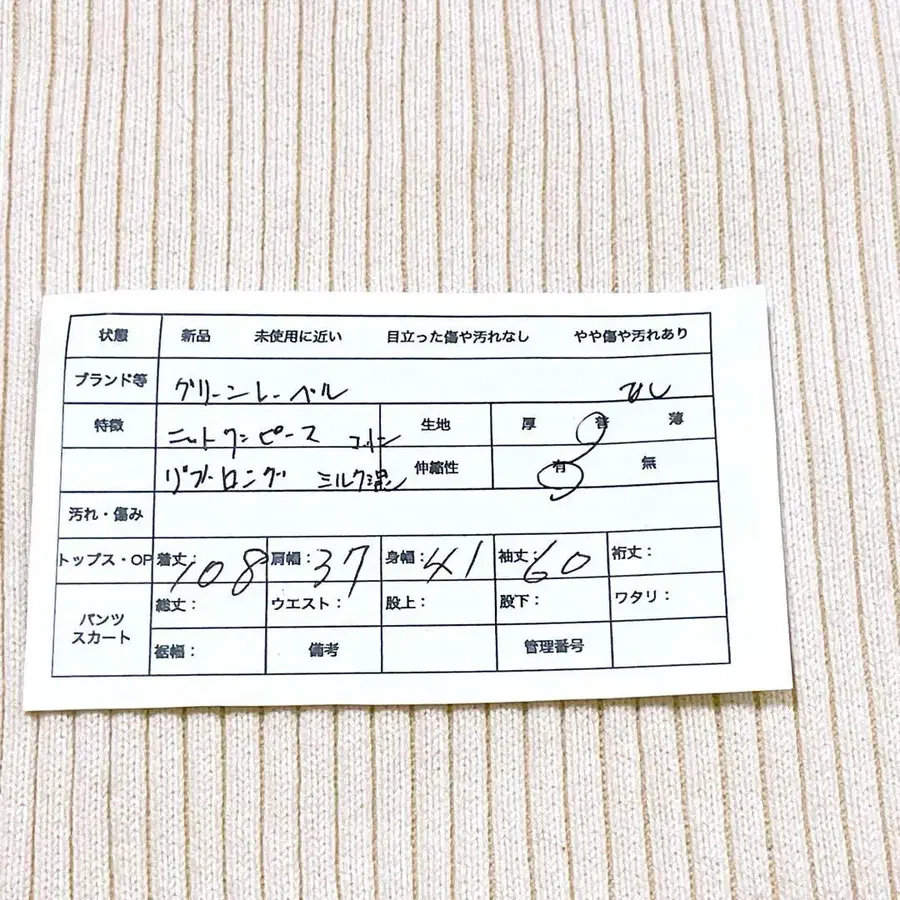 状態 新品 未使用に近い 目立った傷や汚れなし やや傷や汚れあり
ブランド等 グリーンレーベル なし
特徴 ニットワンピース コットン 生地 厚 普 薄
リブ ロング ミルク混 伸縮性 有 無
汚れ・傷み
トップス・OP 着丈：108 肩幅：37 身幅：41 袖丈：60 裄丈：
パンツ スカート 総丈： ウエスト： 股上： 股下： ワタリ：
裾幅： 備考 管理番号